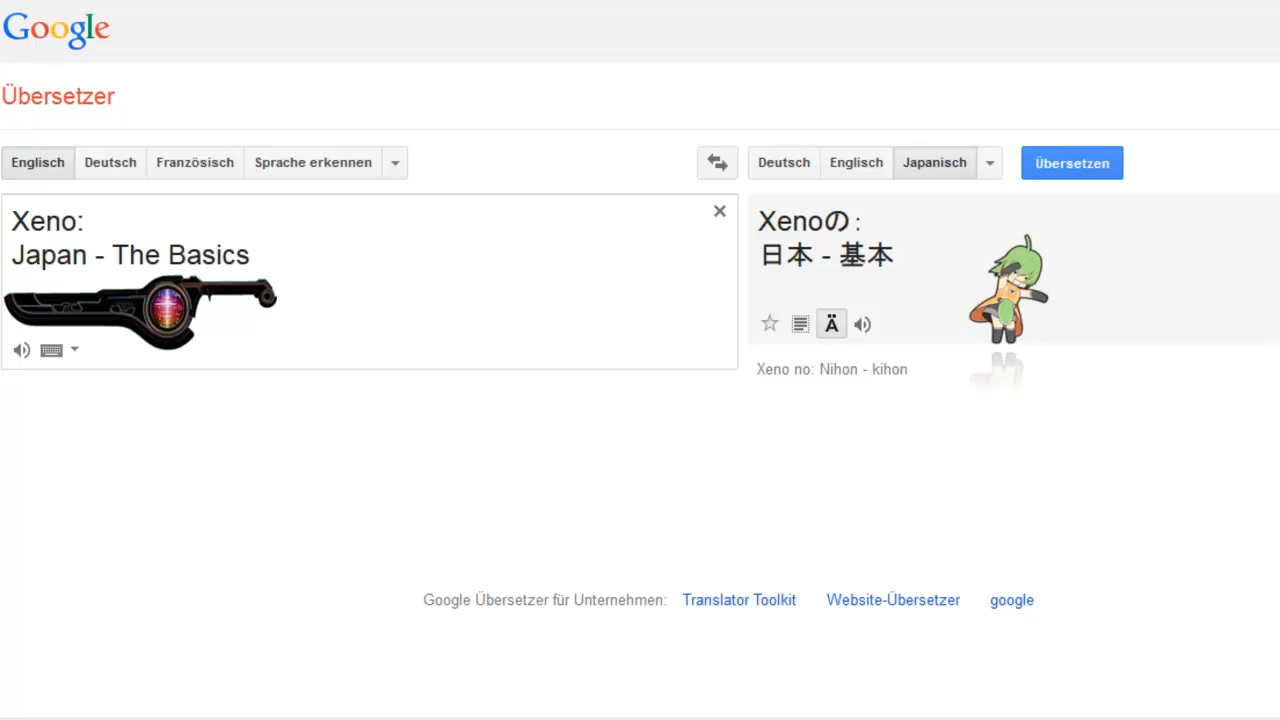 Google
Übersetzer
Englisch Deutsch Französisch Sprache erkennen
Deutsch Englisch Japanisch Übersetzen
Xeno:
Japan - The Basics
Xenoの:
日本 - 基本
Ä
Xeno no: Nihon - kihon
Google Übersetzer für Unternehmen: Translator Toolkit Website-Übersetzer google